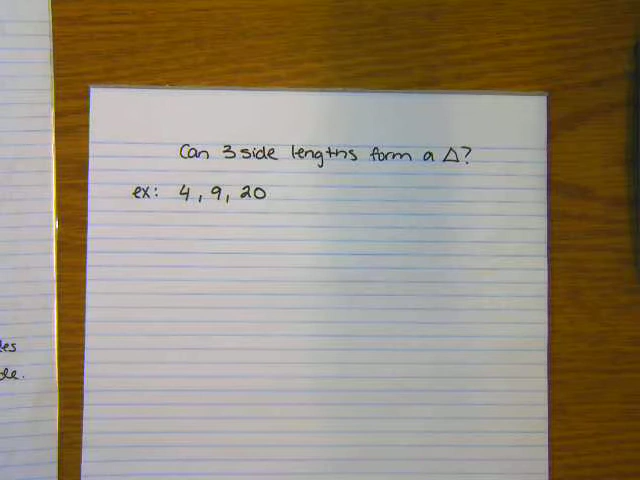 Can 3 side lengths form a Δ?
ex: 4, 9, 20